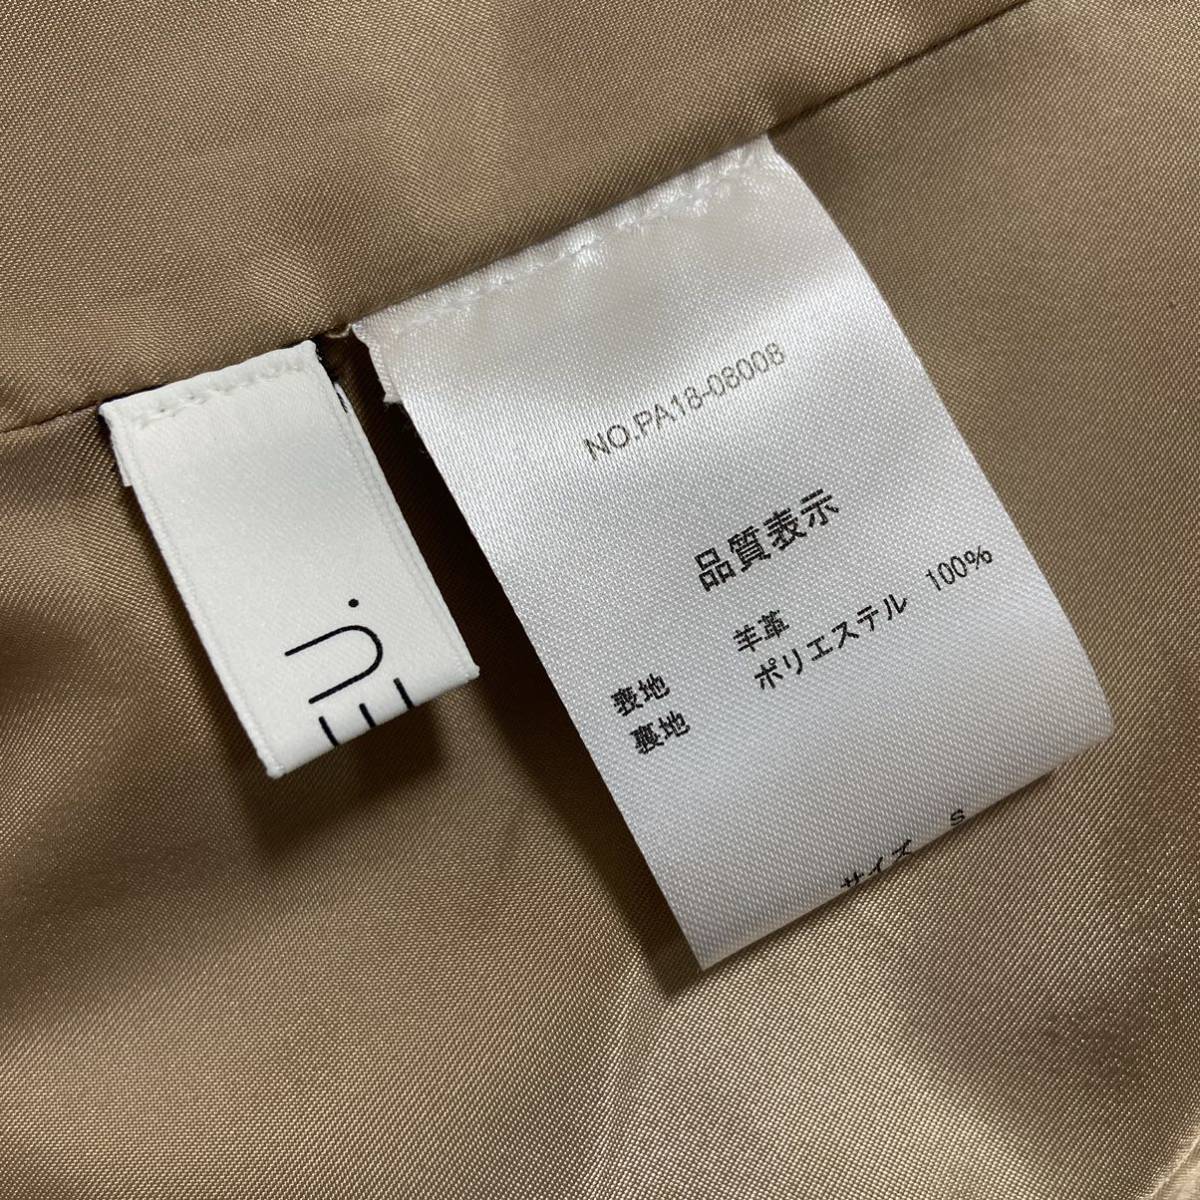 NO.PA18-08008
品質表示
表地 羊革
裏地 ポリエステル 100%
サイズ S
EU.